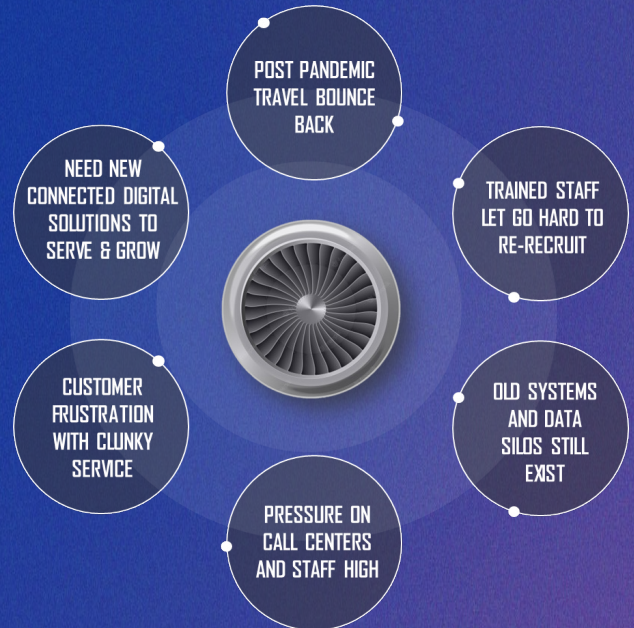 POST PANDEMIC
TRAVEL BOUNCE
BACK
TRAINED STAFF
LET GO HARD TO
RE-RECRUIT
OLD SYSTEMS
AND DATA
SILOS STILL
EXIST
PRESSURE ON
CALL CENTERS
AND STAFF HIGH
CUSTOMER
FRUSTRATION
WITH CLUNKY
SERVICE
NEED NEW
CONNECTED DIGITAL
SOLUTIONS TO
SERVE & GROW